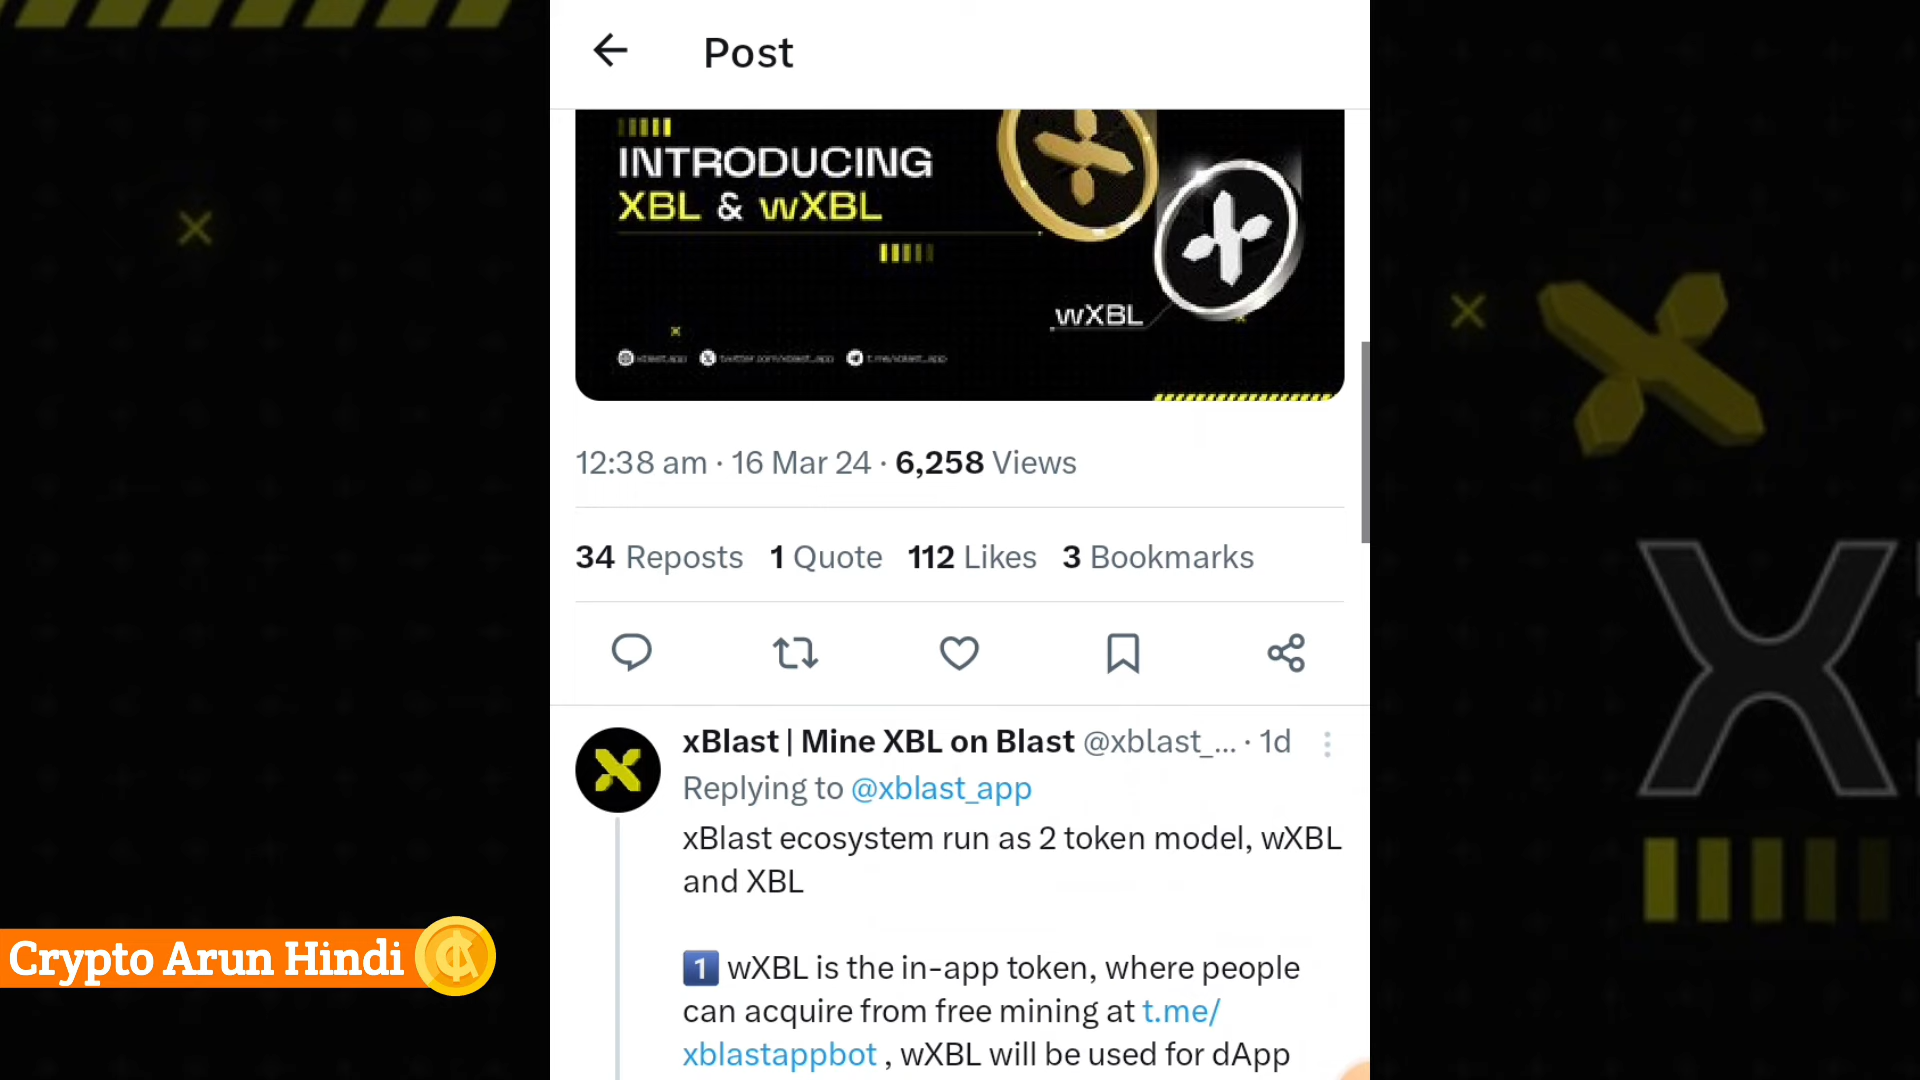 Post
INTRODUCING
XBL & wXBL
wXBL
12:38 am · 16 Mar 24 · 6,258 Views
34 Reposts 1 Quote 112 Likes 3 Bookmarks
xBlast | Mine XBL on Blast @xblast_... · 1d
Replying to @xblast_app
xBlast ecosystem run as 2 token model, wXBL
and XBL
1 wXBL is the in-app token, where people
can acquire from free mining at t.me/
xblastappbot , wXBL will be used for dApp
Crypto Arun Hindi
X